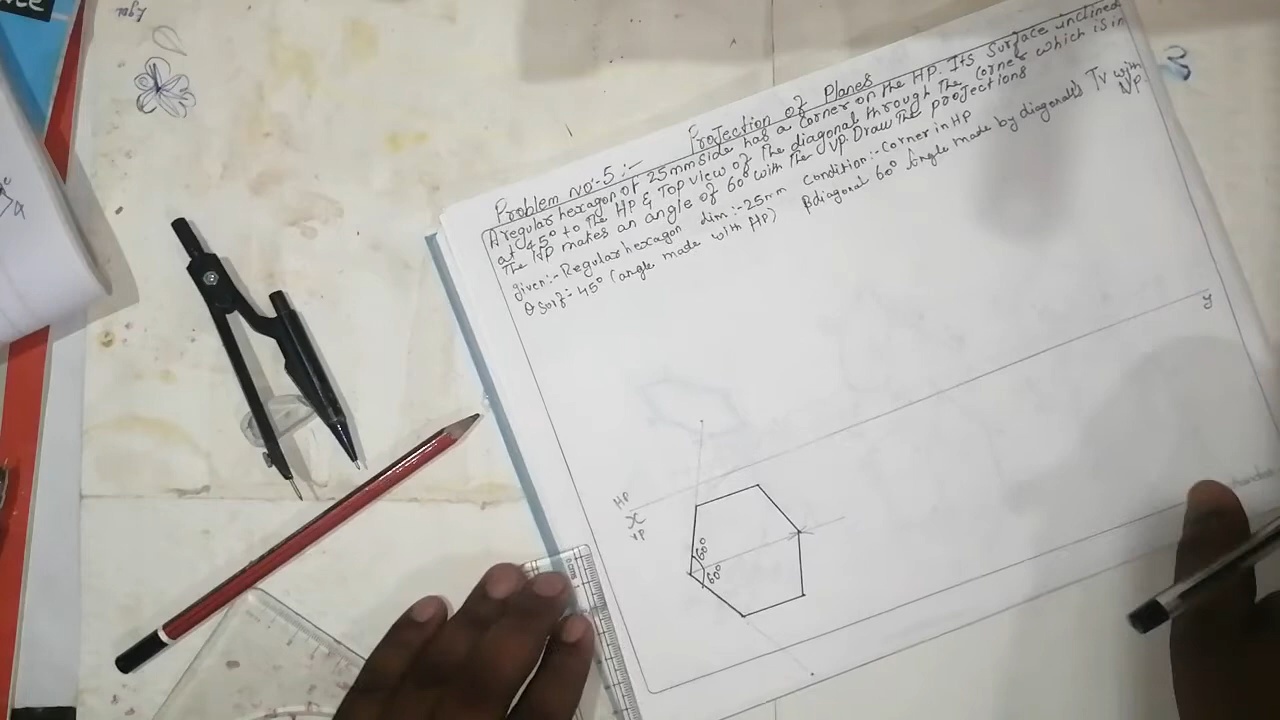 Projection of Planes
Problem no-5:-
A regular hexagon of 25mm side has a corner on the HP. Its surface inclined
at 45° to the HP & Top view of the diagonal through the corner which is in
The HP makes an angle of 60° with the VP. Draw The projections
given:- Regular hexagon dim:- 25mm condition:- Corner in HP
θ surf:- 45° (angle made with HP) β diagonal 60° angle made by diagonal's Tv with VP
HP
X
VP
y
60°
60°